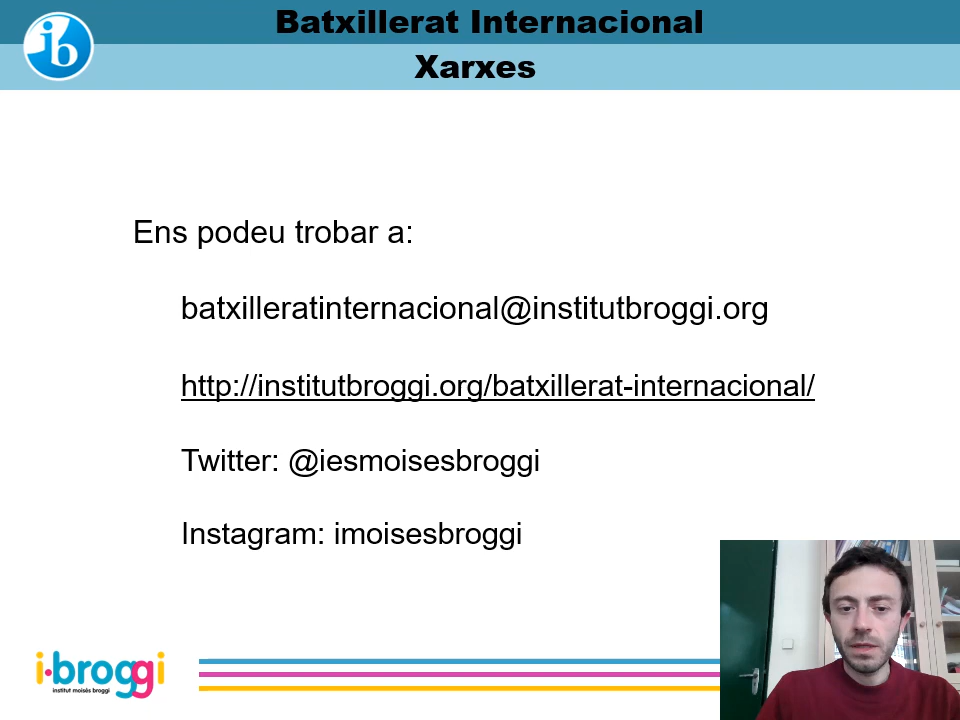 Batxillerat Internacional
Xarxes
ib
Ens podeu trobar a:
batxilleratinternacional@institutbroggi.org
http://institutbroggi.org/batxillerat-internacional/
Twitter: @iesmoisesbroggi
Instagram: imoisesbroggi
i·broggi
institut moisès broggi